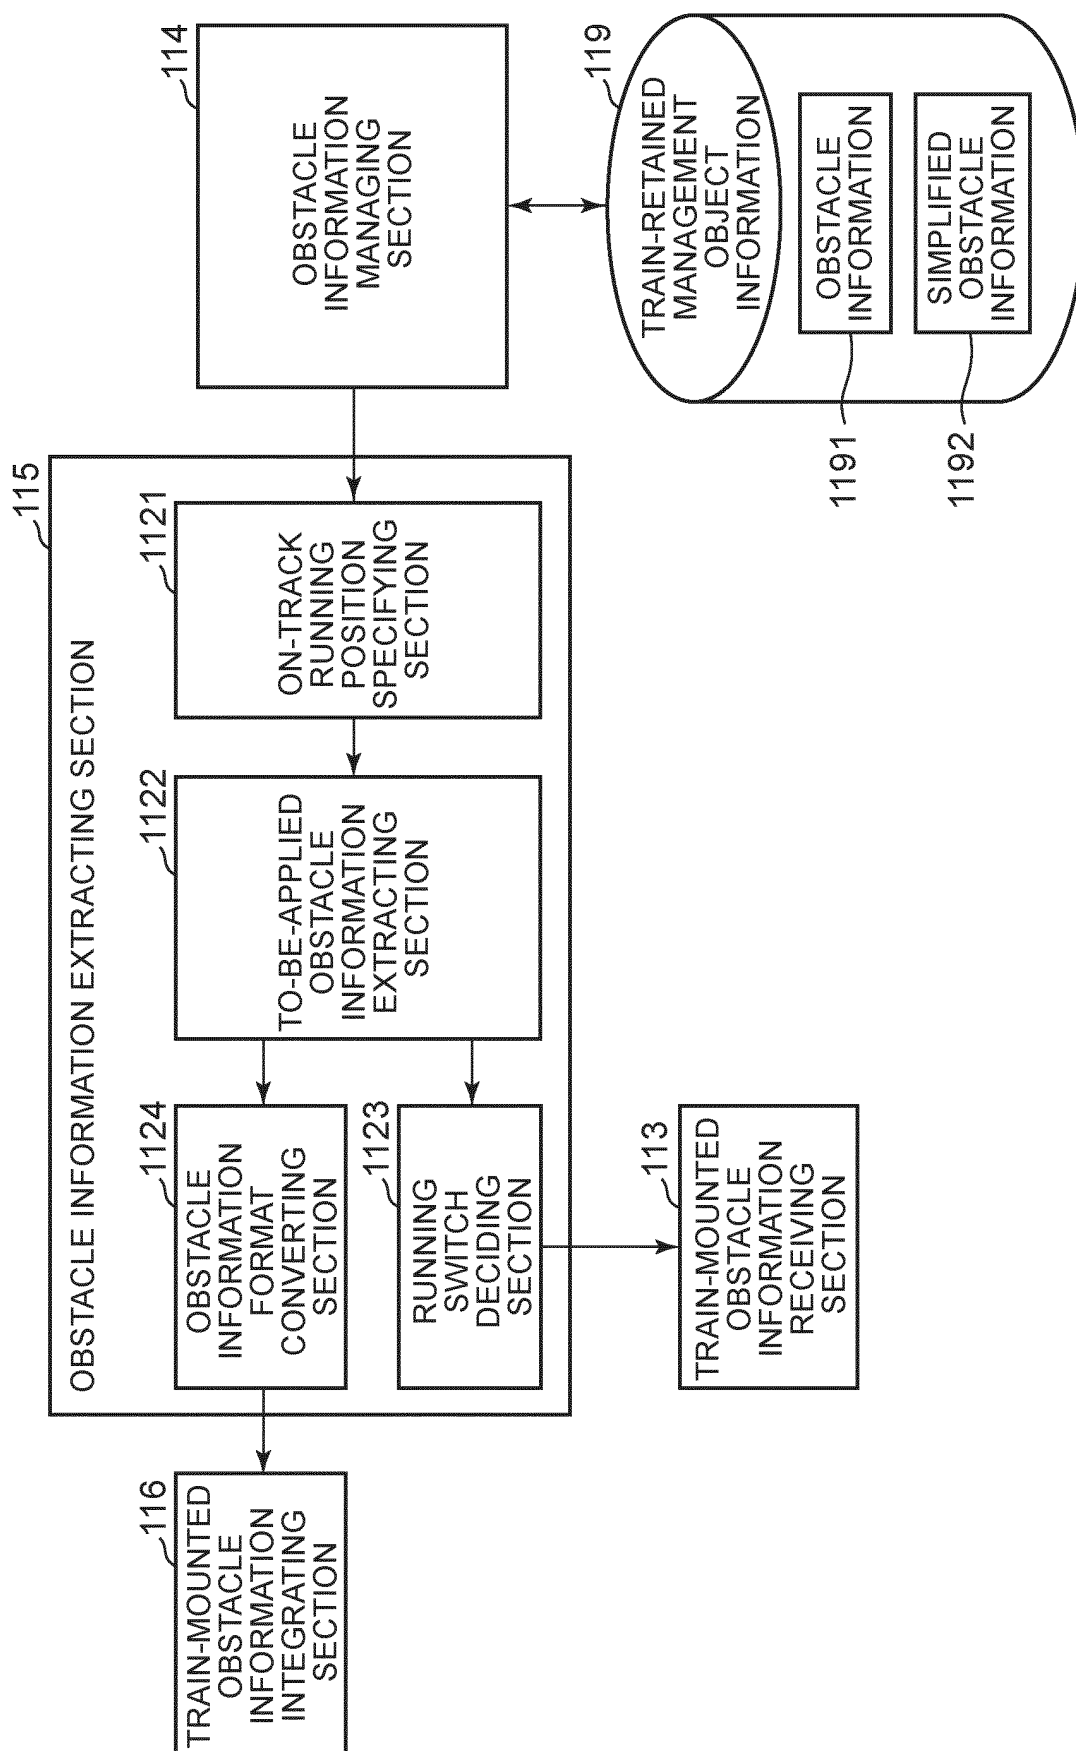 115
OBSTACLE INFORMATION EXTRACTING SECTION
116
TRAIN-MOUNTED
OBSTACLE
INFORMATION
INTEGRATING
SECTION
1124
OBSTACLE
INFORMATION
FORMAT
CONVERTING
SECTION
1122
TO-BE-APPLIED
OBSTACLE
INFORMATION
EXTRACTING
SECTION
1121
ON-TRACK
RUNNING
POSITION
SPECIFYING
SECTION
114
OBSTACLE
INFORMATION
MANAGING
SECTION
1123
RUNNING
SWITCH
DECIDING
SECTION
113
TRAIN-MOUNTED
OBSTACLE
INFORMATION
RECEIVING
SECTION
119
TRAIN-RETAINED
MANAGEMENT
OBJECT
INFORMATION
1191
OBSTACLE
INFORMATION
1192
SIMPLIFIED
OBSTACLE
INFORMATION